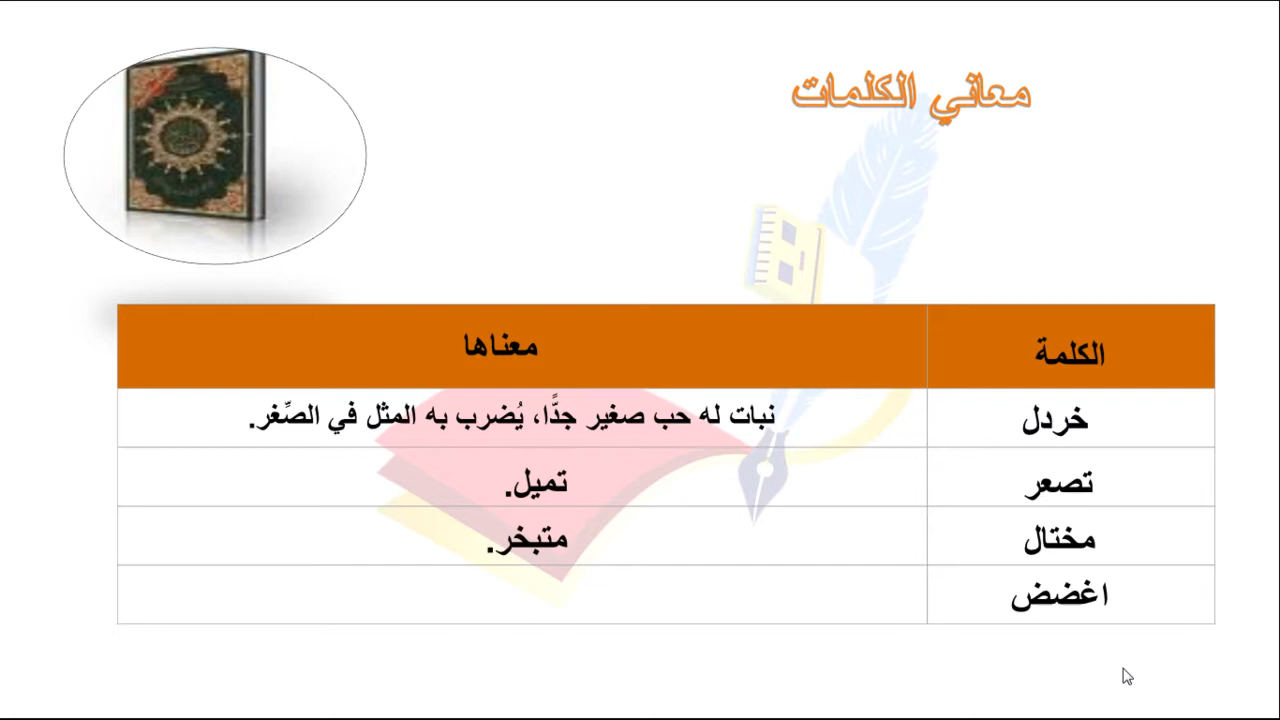 معاني الكلمات
الكلمة معناها
خردل نبات له حب صغير جدًّا، يُضرب به المثل في الصِّغر.
تصعر تميل.
مختال متبخر.
اغضض